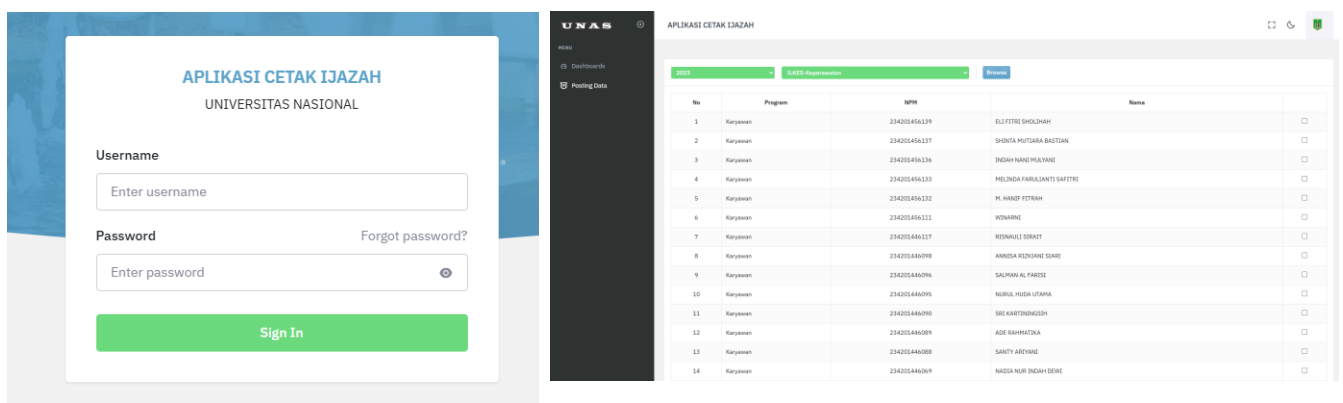 APLIKASI CETAK IJAZAH
UNIVERSITAS NASIONAL
Username
Enter username
Password Forgot password?
Enter password
Sign In
UNAS APLIKASI CETAK IJAZAH
MENU
Dashboards
Posting Data
2023 ILKES-Keperawatan Browse
No Program NPM Nama
1 Karyawan 234201456139 ELI FITRI SHOLIHAH
2 Karyawan 234201456137 SHINTA MUTIARA BASTIAN
3 Karyawan 234201456136 INDAH NANI MULYANI
4 Karyawan 234201456133 MELINDA FARULIANTI SAFITRI
5 Karyawan 234201456132 M. HANIF FITRAH
6 Karyawan 234201456111 WINARNI
7 Karyawan 234201446117 RISNAULI SIRAIT
8 Karyawan 234201446098 ANNISA RIZKIANI SIARI
9 Karyawan 234201446096 SALMAN AL FARISI
10 Karyawan 234201446095 NURUL HUDA UTAMA
11 Karyawan 234201446090 SRI KARTININGSIH
12 Karyawan 234201446089 ADE RAHMATIKA
13 Karyawan 234201446088 SANTY ARIYANI
14 Karyawan 234201446069 NADIA NUR INDAH DEWI